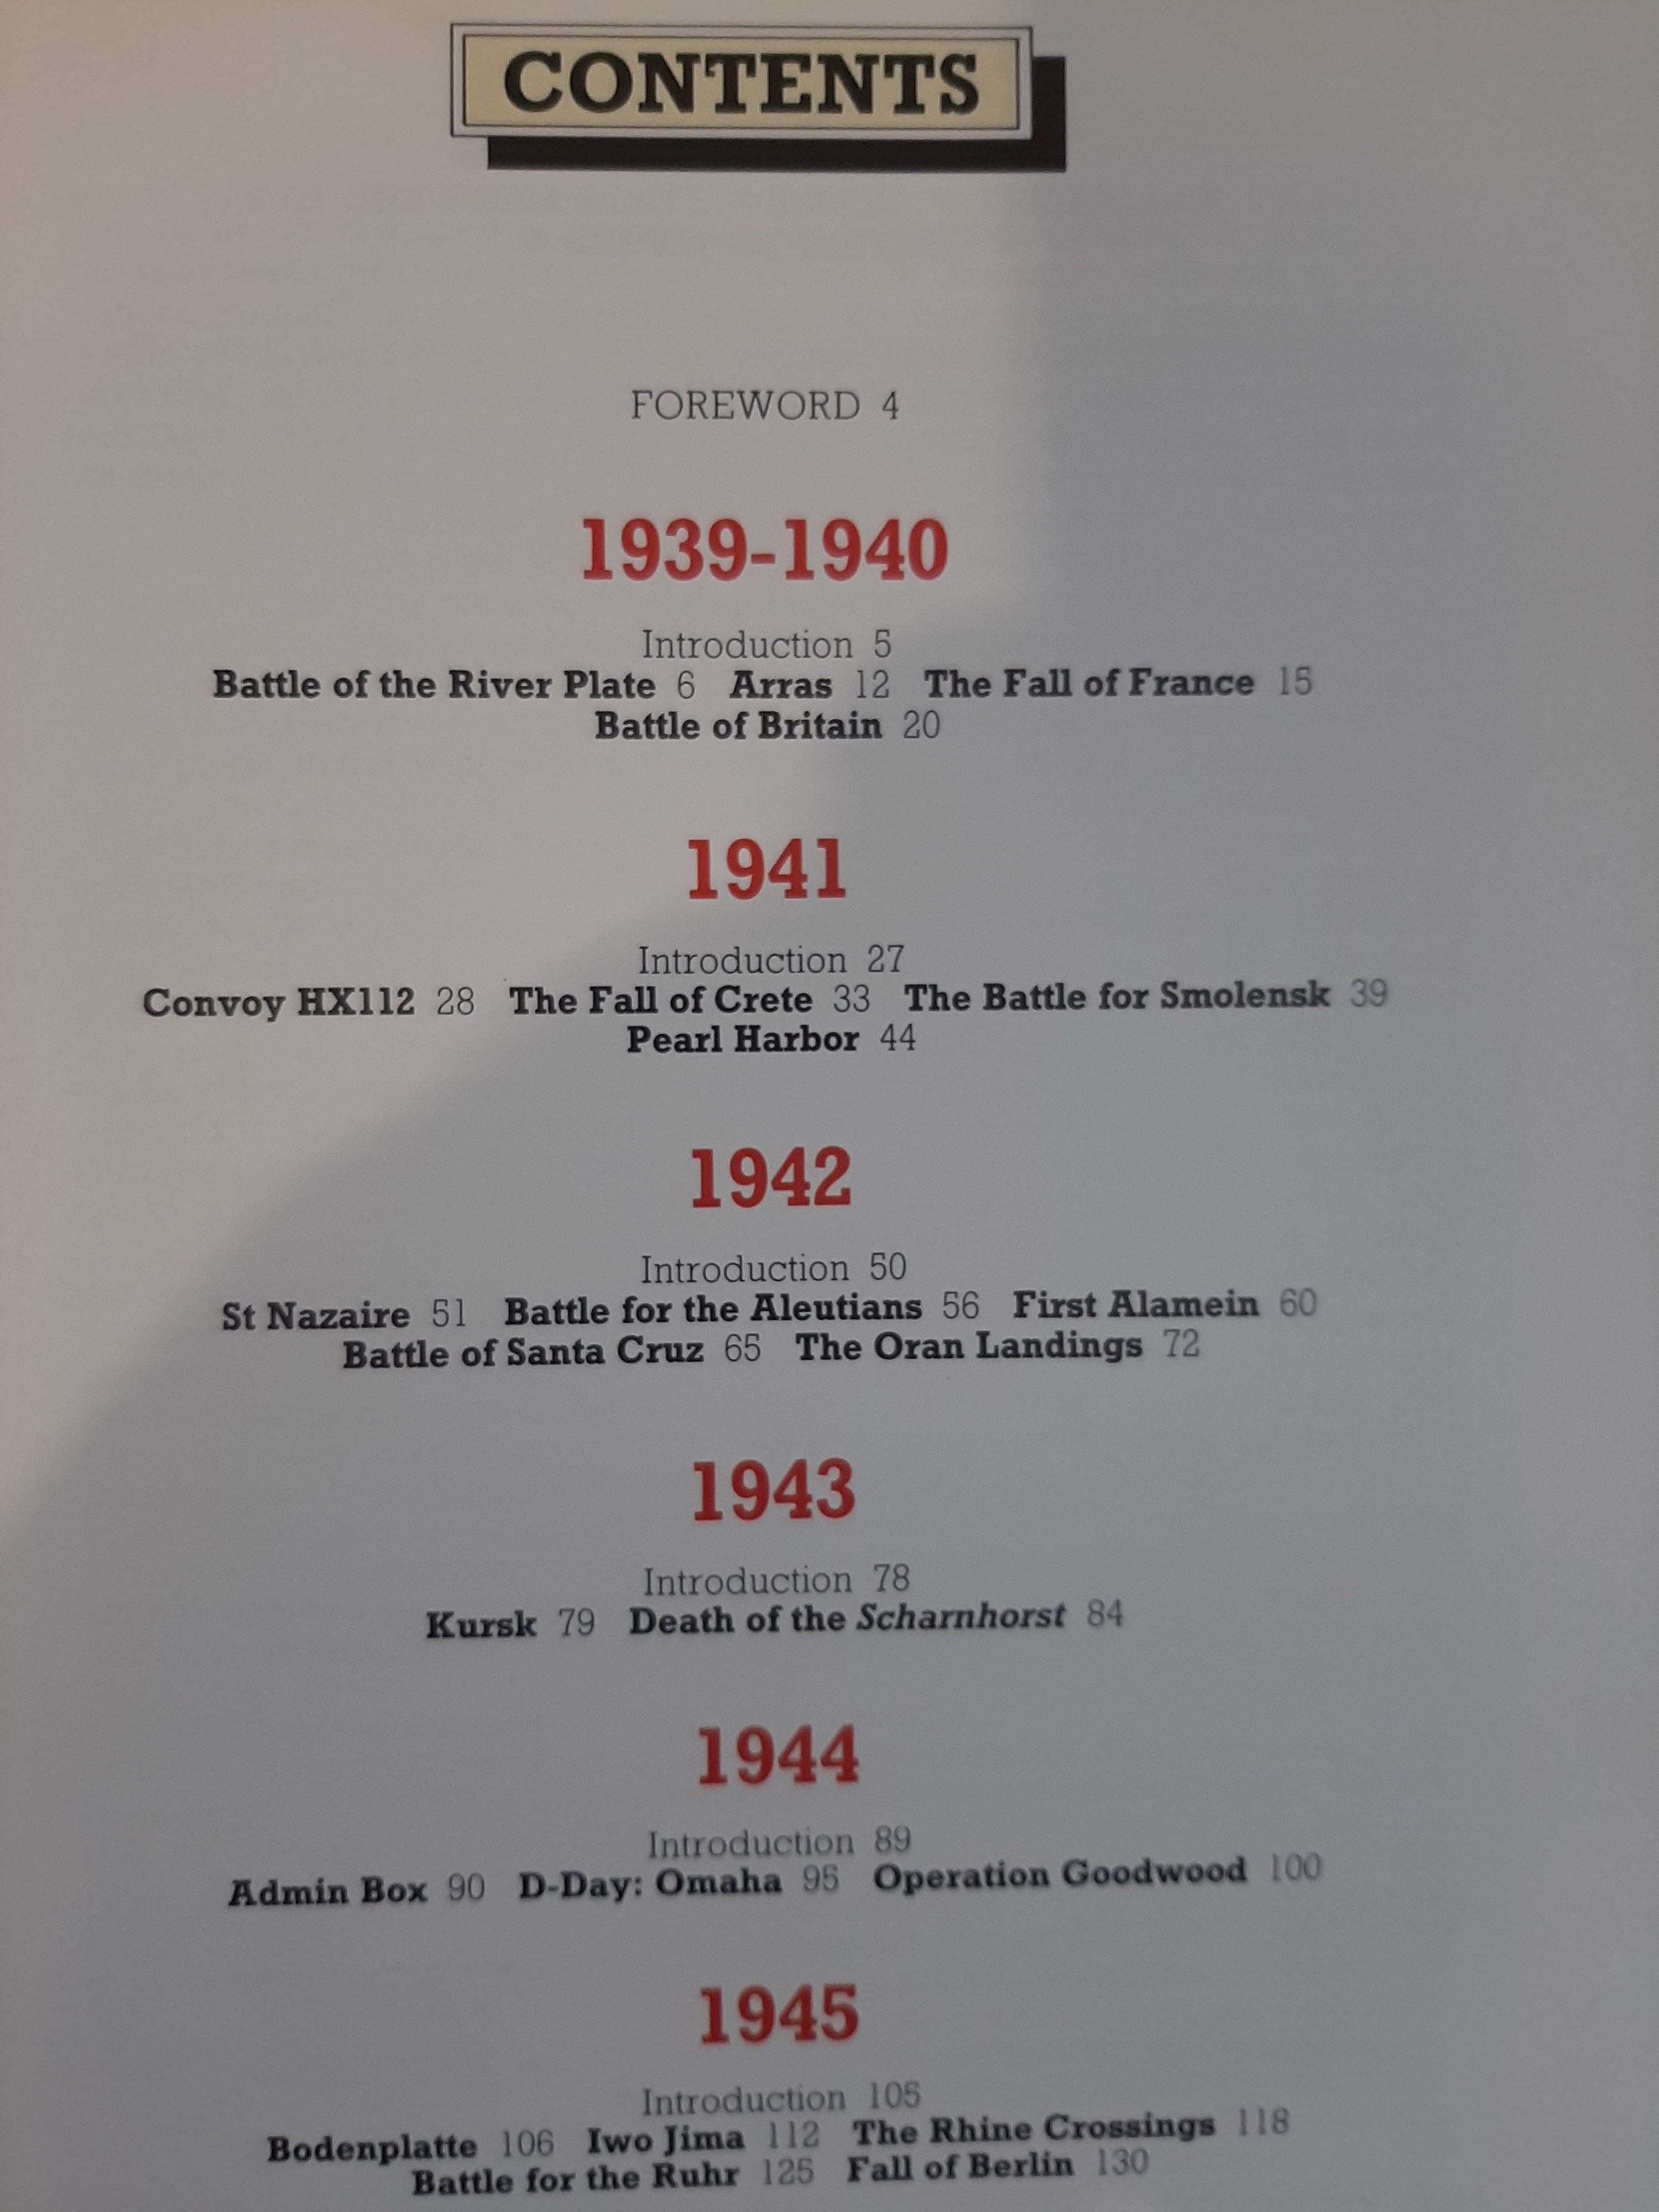 CONTENTS
FOREWORD 4
1939-1940
Introduction 5
Battle of the River Plate 6 Arras 12 The Fall of France 15
Battle of Britain 20
1941
Introduction 27
Convoy HX112 28 The Fall of Crete 33 The Battle for Smolensk 39
Pearl Harbor 44
1942
Introduction 50
St Nazaire 51 Battle for the Aleutians 56 First Alamein 60
Battle of Santa Cruz 65 The Oran Landings 72
1943
Introduction 78
Kursk 79 Death of the Scharnhorst 84
1944
Introduction 89
Admin Box 90 D-Day: Omaha 95 Operation Goodwood 100
1945
Introduction 105
Bodenplatte 106 Iwo Jima 112 The Rhine Crossings 118
Battle for the Ruhr 125 Fall of Berlin 130